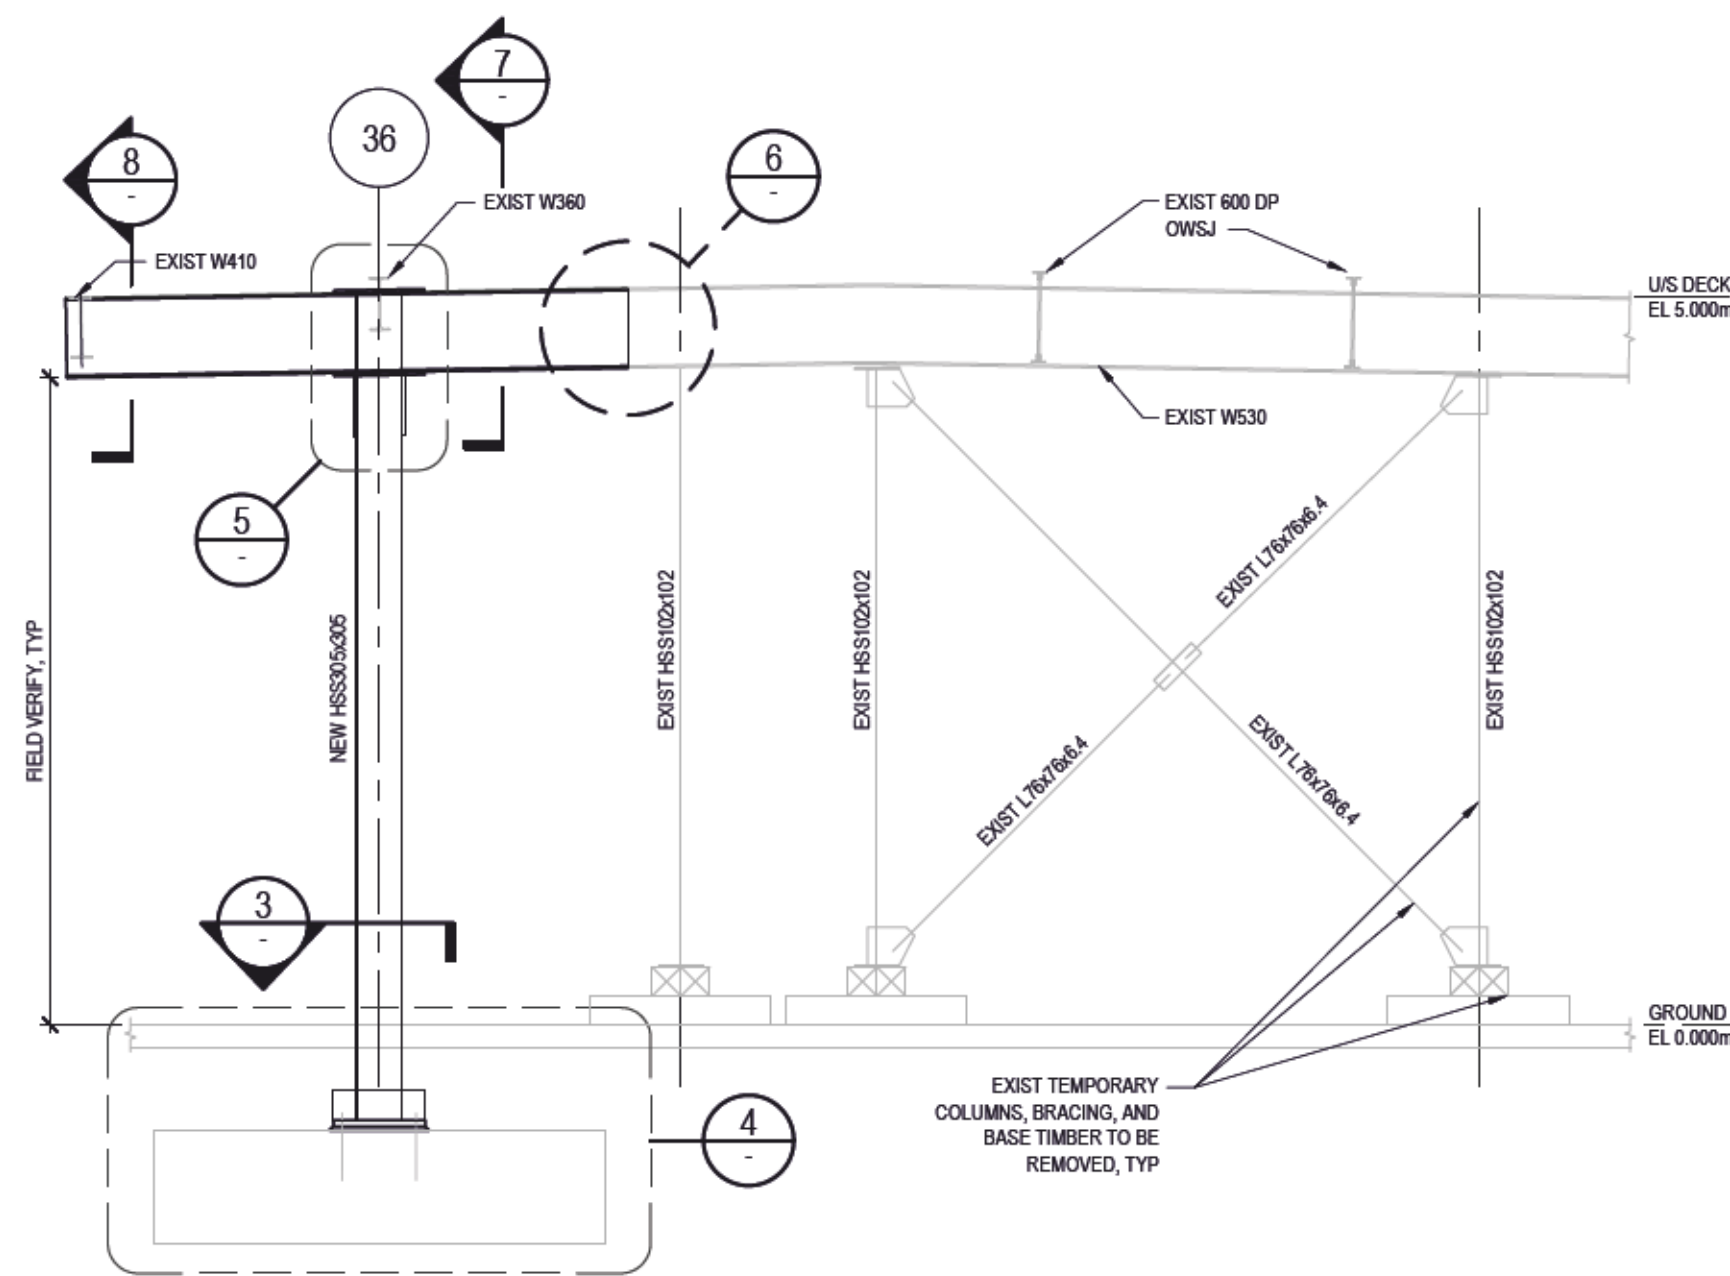 7
-
36
8
-
6
-
EXIST W360
EXIST 600 DP
OWSJ
EXIST W410
U/S DECK
EL 5.000m
EXIST W530
5
-
FIELD VERIFY, TYP
NEW HSS305x305
EXIST HSS102x102
EXIST HSS102x102
EXIST L76x76x6.4
EXIST L76x76x6.4
EXIST L76x76x6.4
EXIST HSS102x102
3
-
GROUND
EL 0.000m
4
-
EXIST TEMPORARY
COLUMNS, BRACING, AND
BASE TIMBER TO BE
REMOVED, TYP